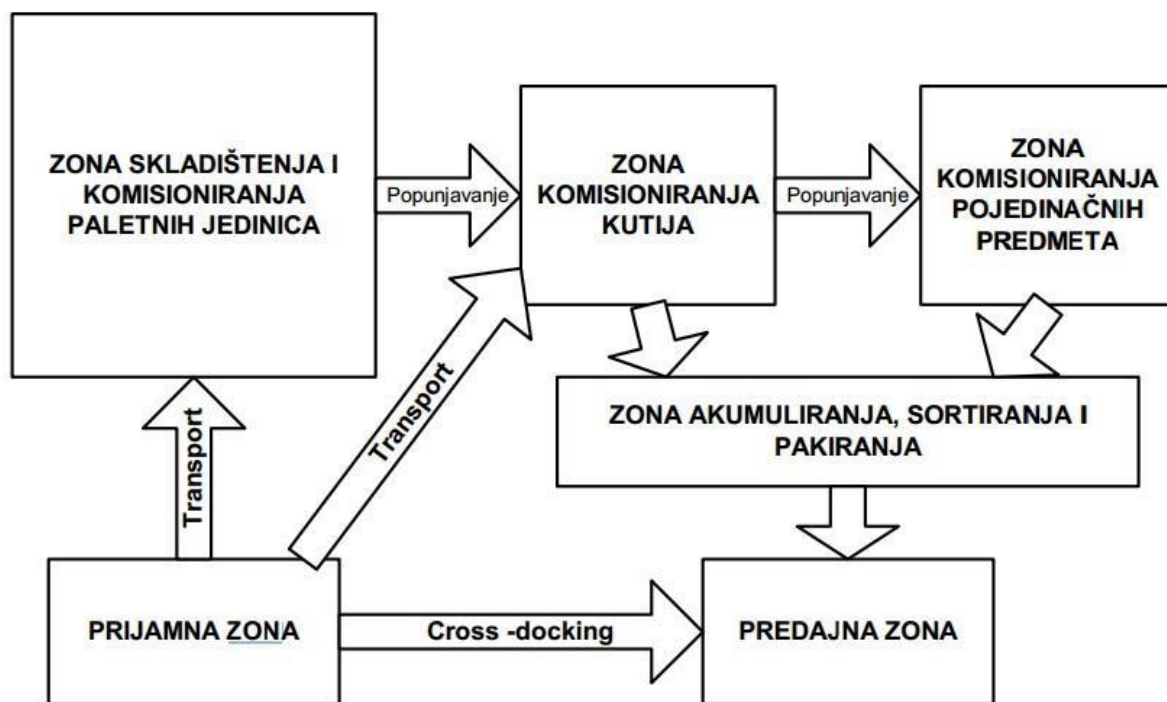 ZONA SKLADIŠTENJA I
KOMISIONIRANJA
PALETNIH JEDINICA
Popunjavanje
ZONA
KOMISIONIRANJA
KUTIJA
Popunjavanje
ZONA
KOMISIONIRANJA
POJEDINAČNIH
PREDMETA
Transport
Transport
ZONA AKUMULIRANJA, SORTIRANJA I
PAKIRANJA
PRIJAMNA ZONA
Cross -docking
PREDAJNA ZONA